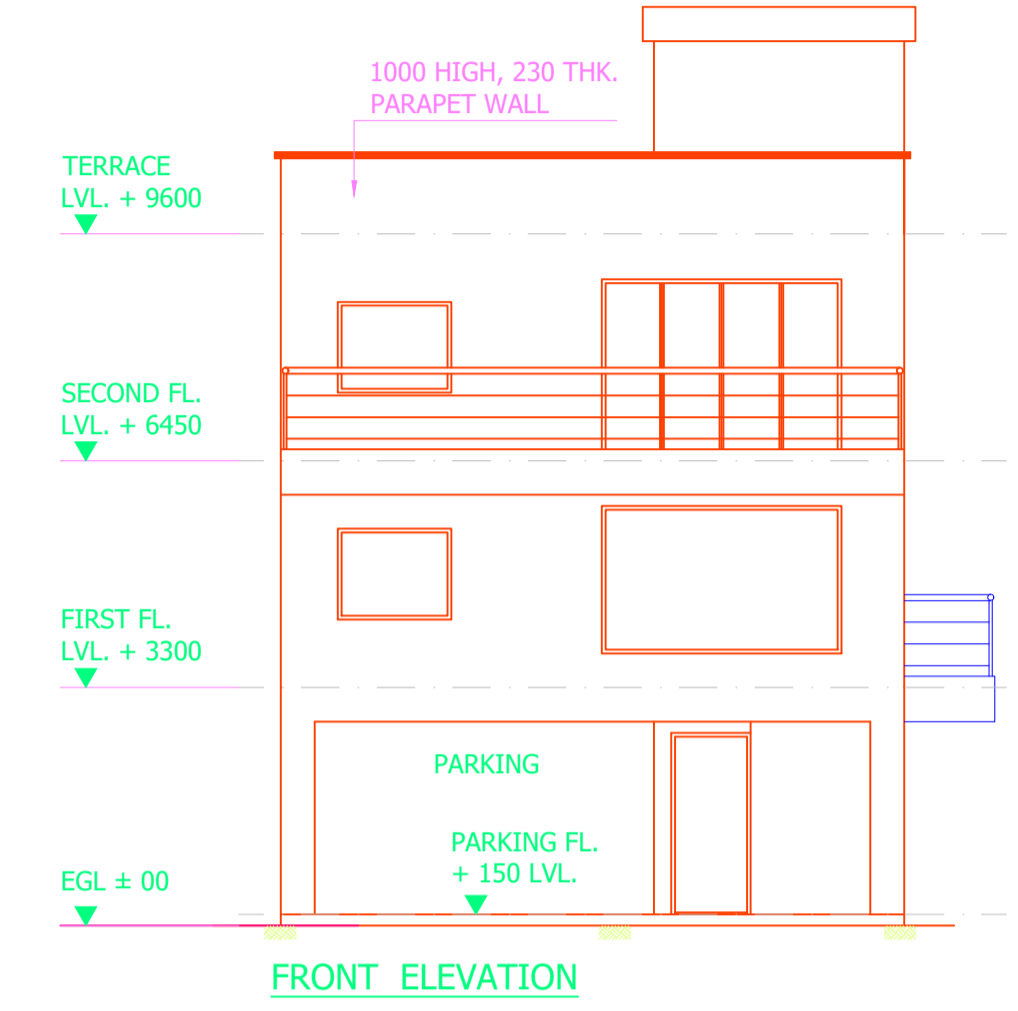 1000 HIGH, 230 THK.
PARAPET WALL
TERRACE
LVL. + 9600
SECOND FL.
LVL. + 6450
FIRST FL.
LVL. + 3300
PARKING
PARKING FL.
+ 150 LVL.
EGL ± 00
FRONT ELEVATION